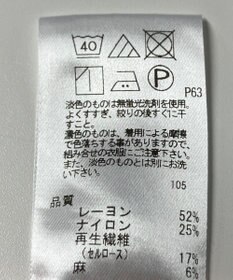 40
P
P63
淡色のものは無蛍光洗剤を使用。
よくすすぎ、絞りの後すぐに干
すこと。
濃色のものは、着用による摩擦
で色落ちする事がありますので、
組み合せの衣服にご注意下さい。
また、淡色のものとは別にお洗
い下さい。
105
品質
レーヨン 52%
ナイロン 25%
再生繊維
(セルロース) 17%
麻 6%